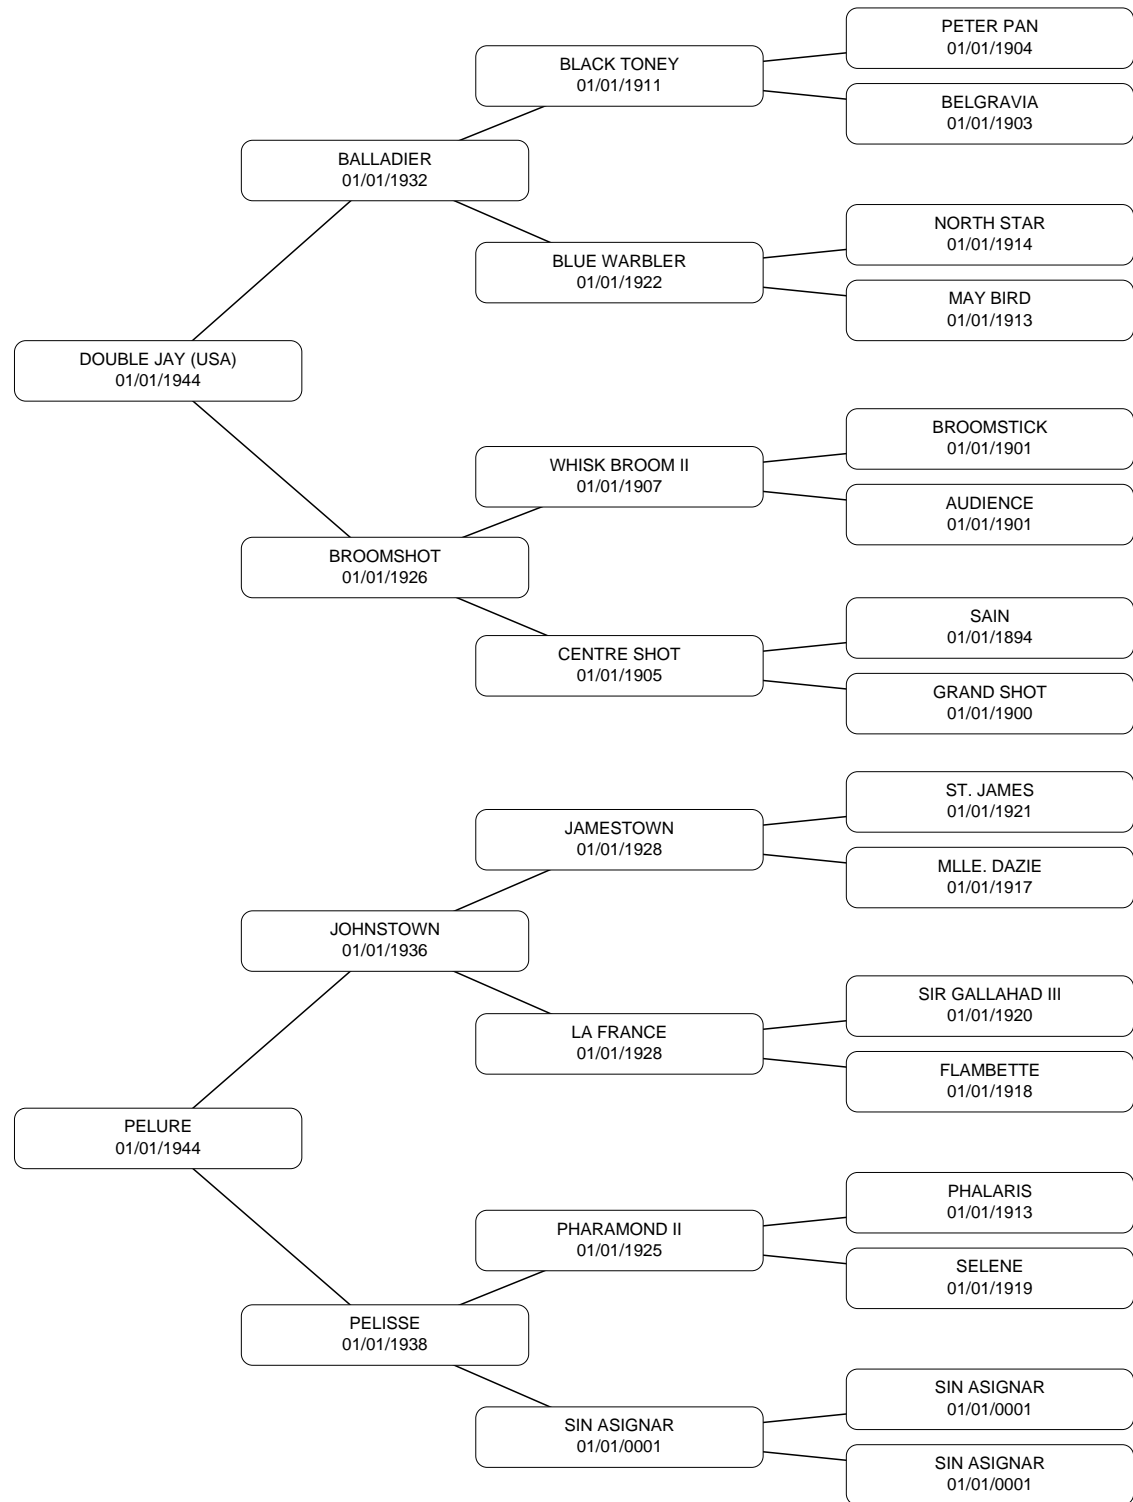 PETER PAN
01/01/1904
BLACK TONEY
01/01/1911
BELGRAVIA
01/01/1903
BALLADIER
01/01/1932
NORTH STAR
01/01/1914
BLUE WARBLER
01/01/1922
MAY BIRD
01/01/1913
DOUBLE JAY (USA)
01/01/1944
BROOMSTICK
01/01/1901
WHISK BROOM II
01/01/1907
AUDIENCE
01/01/1901
BROOMSHOT
01/01/1926
SAIN
01/01/1894
CENTRE SHOT
01/01/1905
GRAND SHOT
01/01/1900
ST. JAMES
01/01/1921
JAMESTOWN
01/01/1928
MLLE. DAZIE
01/01/1917
JOHNSTOWN
01/01/1936
SIR GALLAHAD III
01/01/1920
LA FRANCE
01/01/1928
FLAMBETTE
01/01/1918
PELURE
01/01/1944
PHALARIS
01/01/1913
PHARAMOND II
01/01/1925
SELENE
01/01/1919
PELISSE
01/01/1938
SIN ASIGNAR
01/01/0001
SIN ASIGNAR
01/01/0001
SIN ASIGNAR
01/01/0001